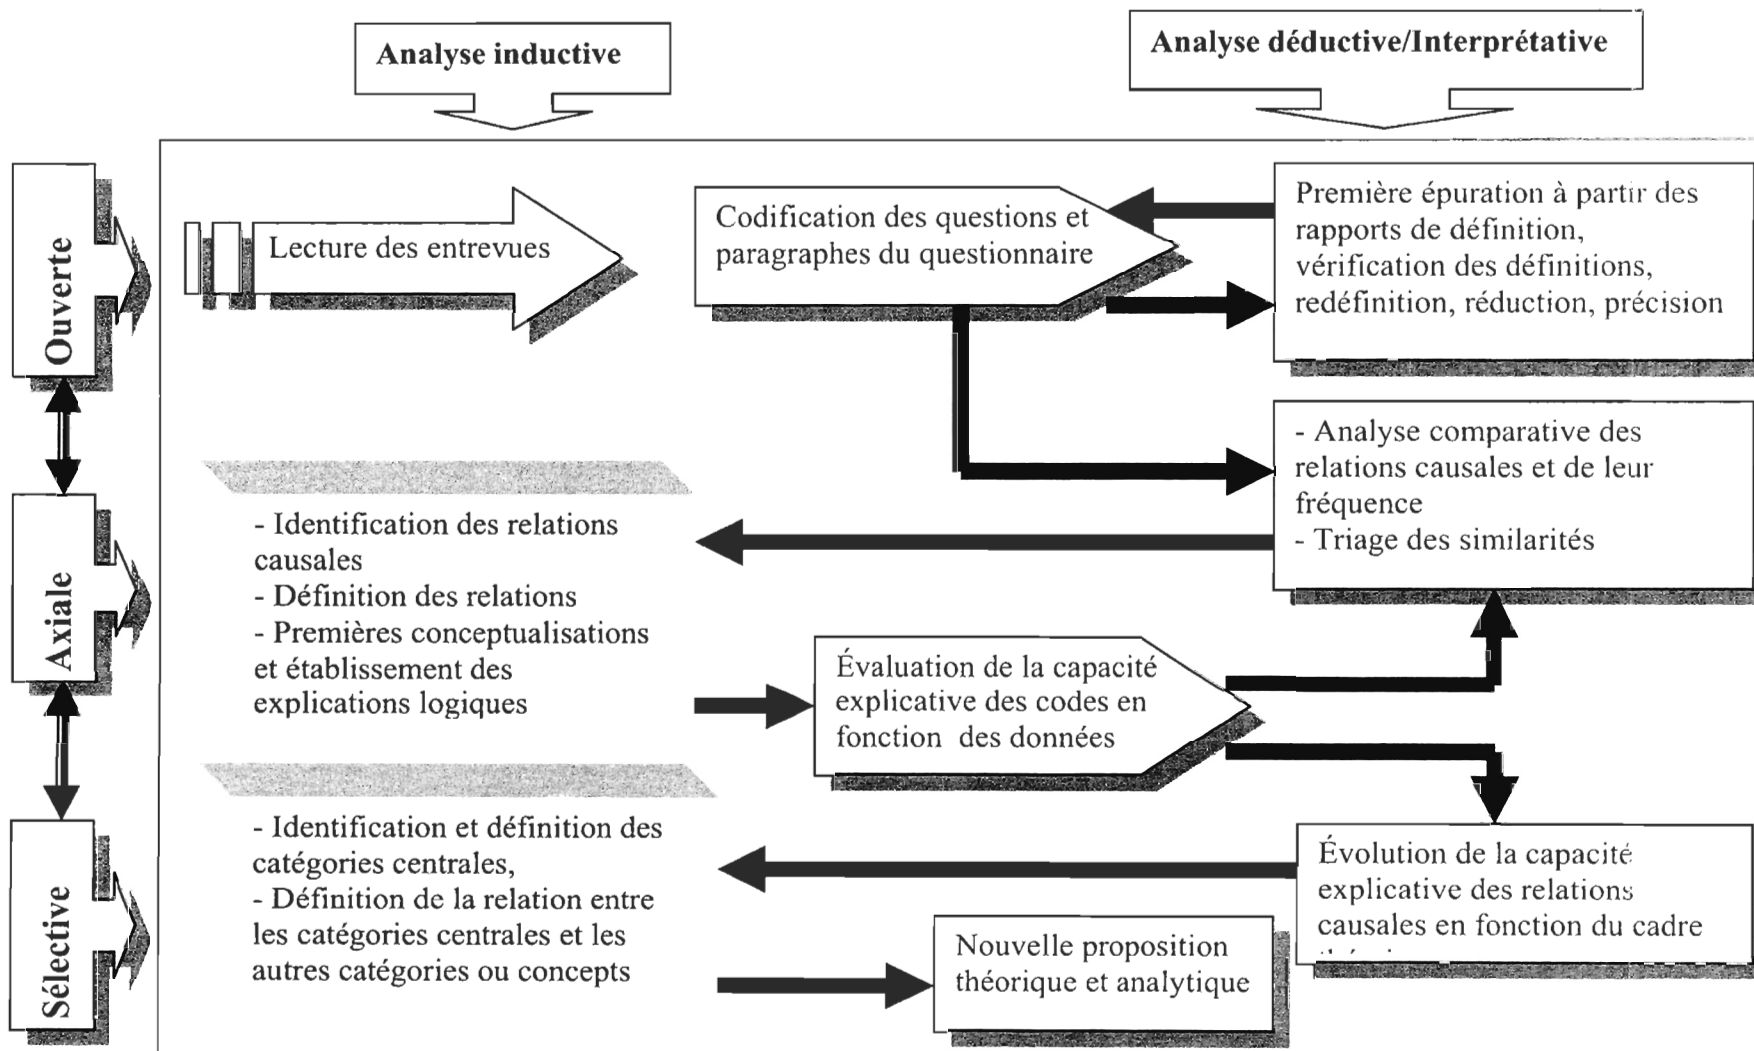 Analyse inductive
Analyse déductive/Interprétative
Ouverte
Lecture des entrevues
Codification des questions et
paragraphes du questionnaire
Première épuration à partir des
rapports de définition,
vérification des définitions,
redéfinition, réduction, précision
- Analyse comparative des
relations causales et de leur
fréquence
- Triage des similarités
Axiale
- Identification des relations
causales
- Définition des relations
- Premières conceptualisations
et établissement des
explications logiques
Évaluation de la capacité
explicative des codes en
fonction des données
Sélective
- Identification et définition des
catégories centrales,
- Définition de la relation entre
les catégories centrales et les
autres catégories ou concepts
Évolution de la capacité
explicative des relations
causales en fonction du cadre
Nouvelle proposition
théorique et analytique